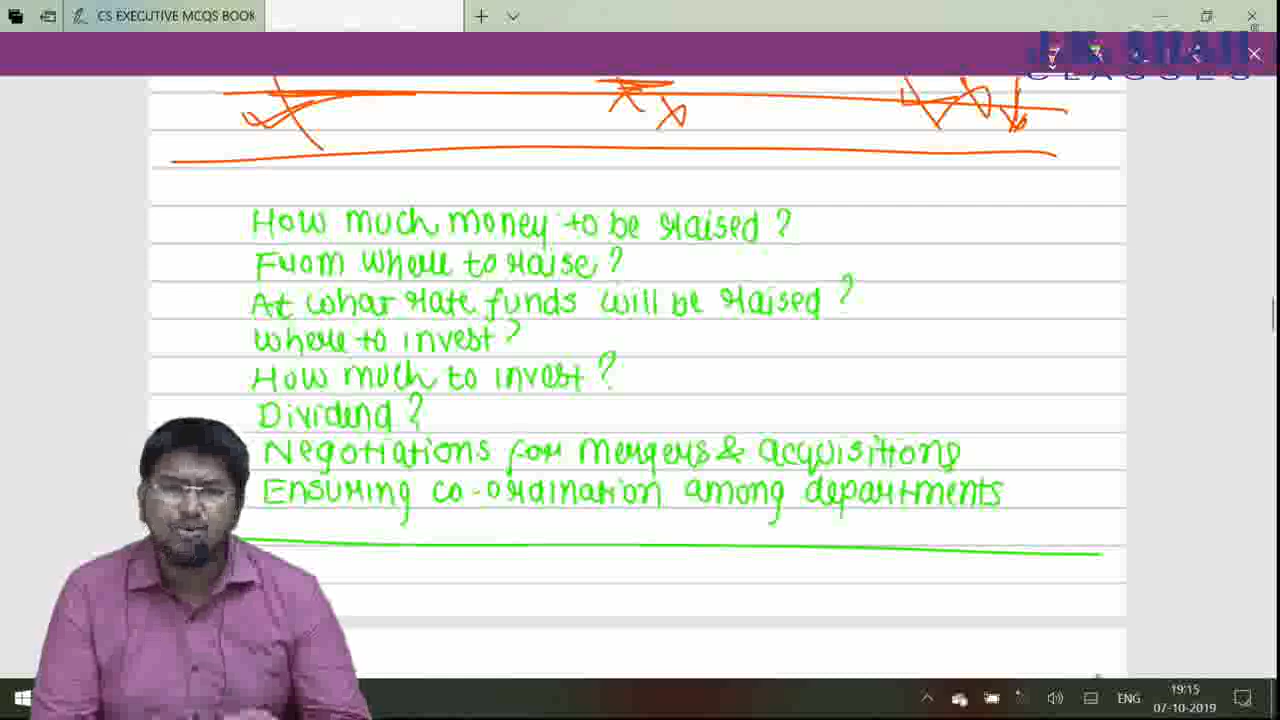 CS EXECUTIVE MCQS BOOK
J.K. SHAH
CLASSES
How much money to be raised?
From where to raise?
At what rate funds will be raised?
Where to invest?
How much to invest?
Dividend?
Negotiations for mergers & acquisitions
Ensuring co-ordination among departments
ENG
19:15
07-10-2019